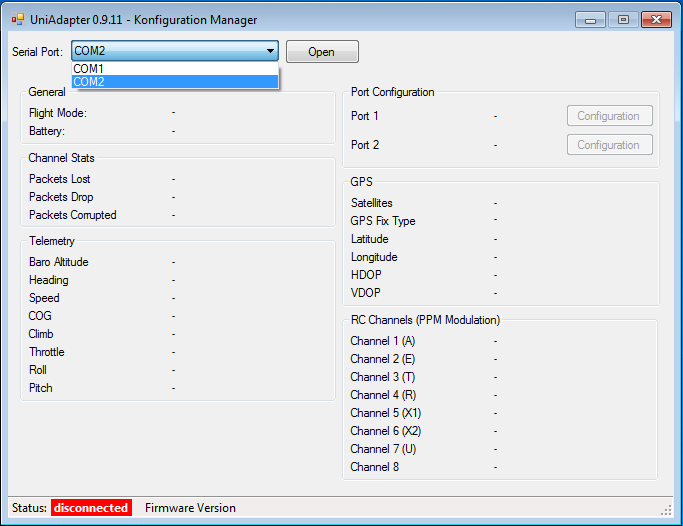 UniAdapter 0.9.11 - Konfiguration Manager
Serial Port: COM2 Open
COM1
COM2
General
Flight Mode: -
Battery: -
Channel Stats
Packets Lost -
Packets Drop -
Packets Corrupted -
Telemetry
Baro Altitude -
Heading -
Speed -
COG -
Climb -
Throttle -
Roll -
Pitch -
Port Configuration
Port 1 - Configuration
Port 2 - Configuration
GPS
Satellites -
GPS Fix Type -
Latitude -
Longitude -
HDOP -
VDOP -
RC Channels (PPM Modulation)
Channel 1 (A) -
Channel 2 (E) -
Channel 3 (T) -
Channel 4 (R) -
Channel 5 (X1) -
Channel 6 (X2) -
Channel 7 (U) -
Channel 8 -
Status: disconnected Firmware Version